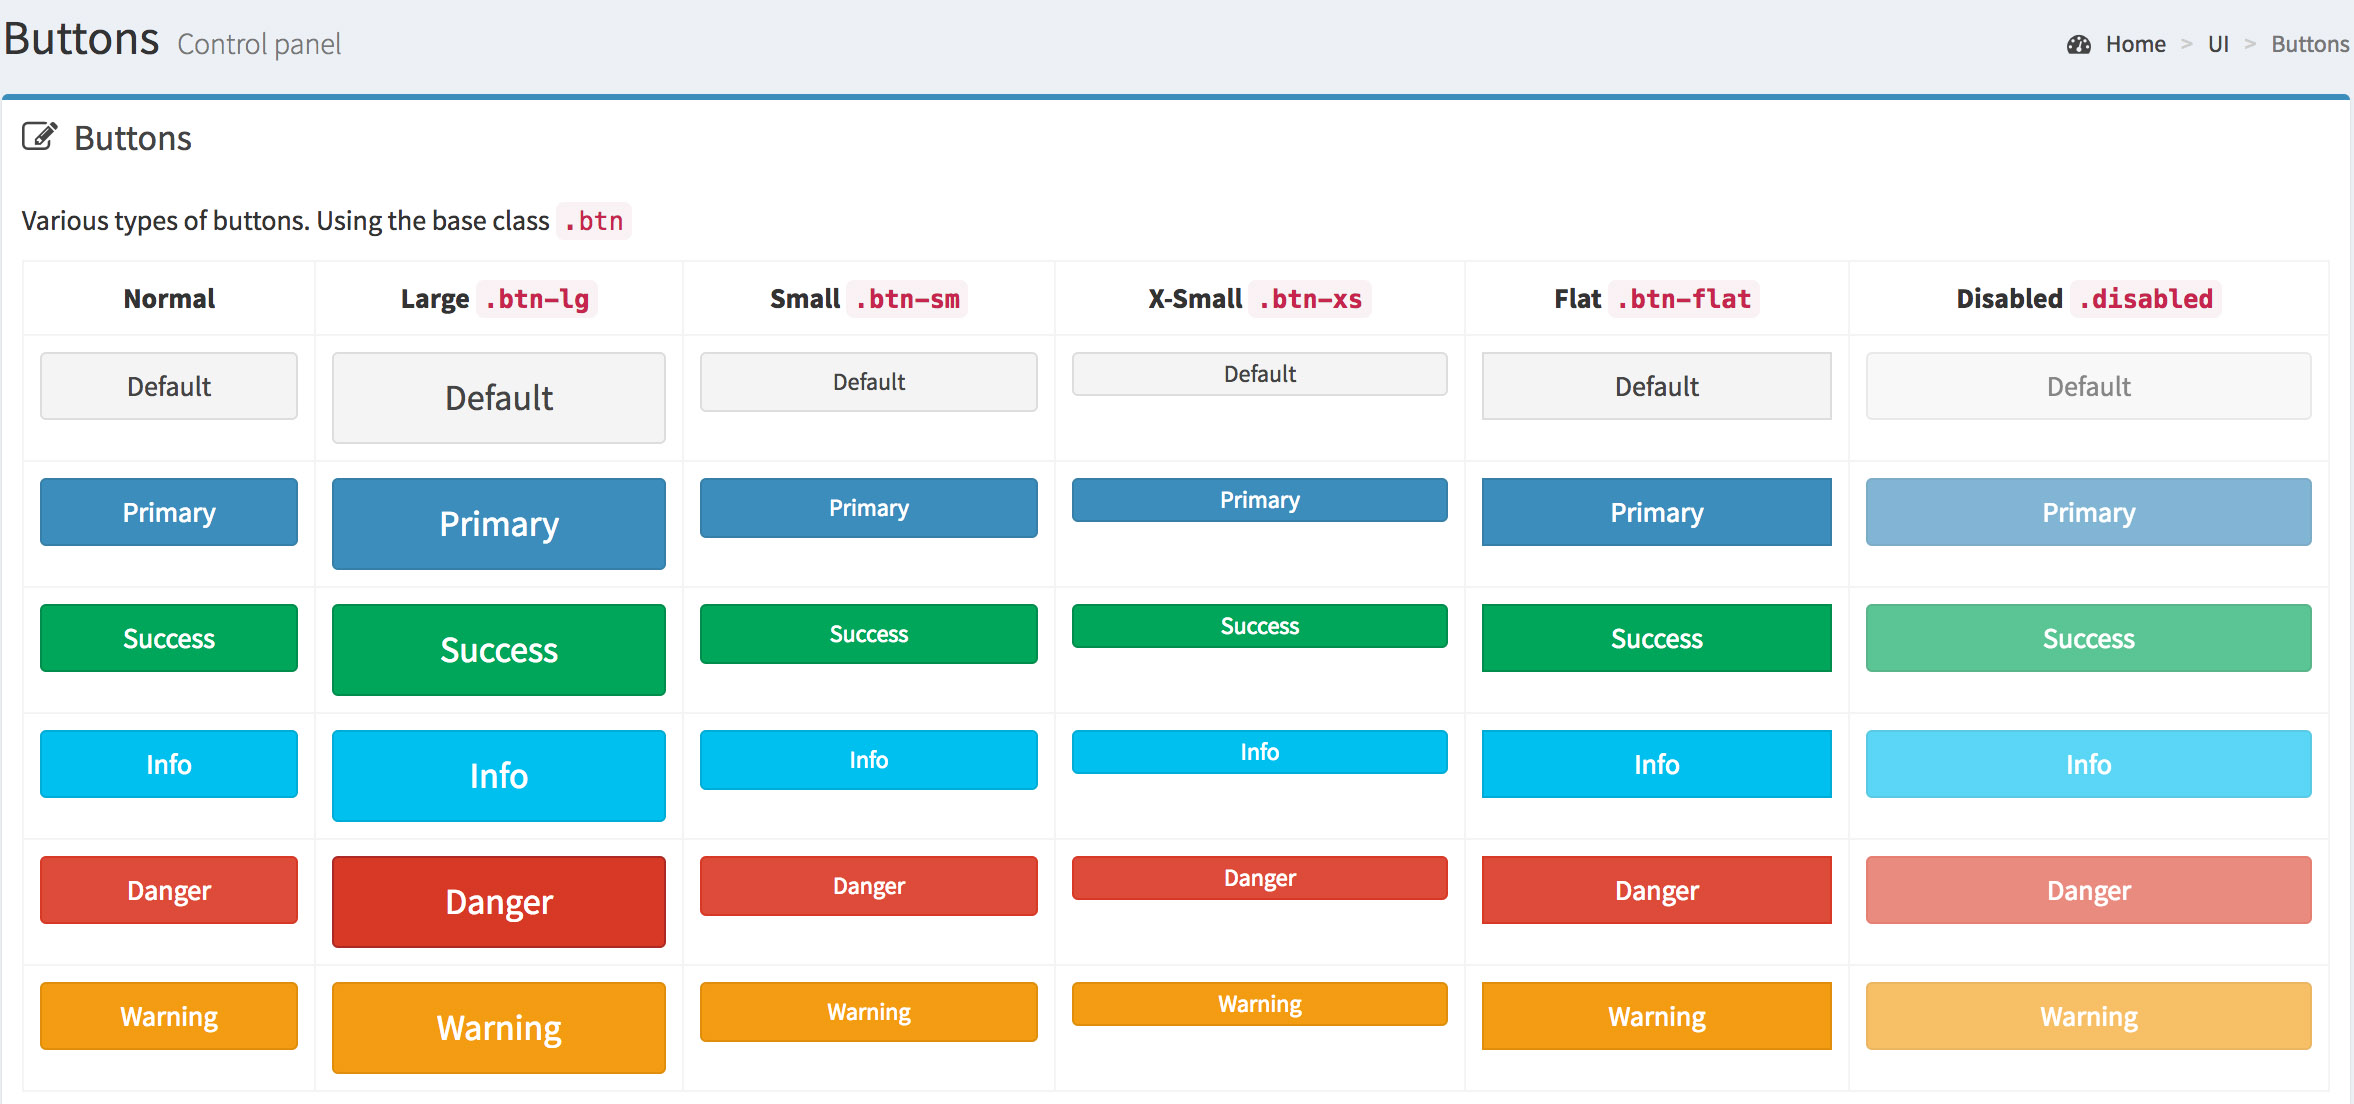 Buttons Control panel
Home > UI > Buttons
Buttons
Various types of buttons. Using the base class .btn
Normal Large .btn-lg Small .btn-sm X-Small .btn-xs Flat .btn-flat Disabled .disabled
Default Default Default Default Default Default
Primary Primary Primary Primary Primary Primary
Success Success Success Success Success Success
Info Info Info Info Info Info
Danger Danger Danger Danger Danger Danger
Warning Warning Warning Warning Warning Warning